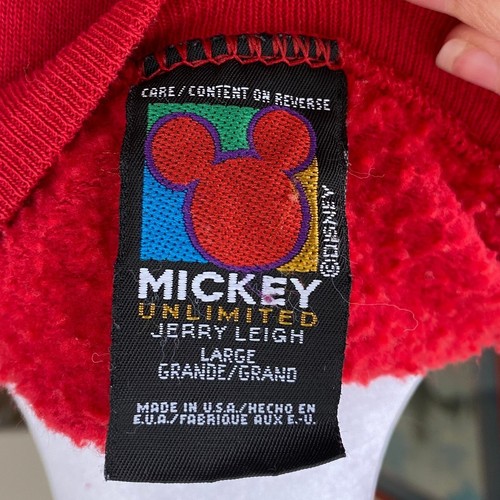 CARE/CONTENT ON REVERSE
©DISNEY
MICKEY
UNLIMITED
JERRY LEIGH
LARGE
GRANDE/GRAND
MADE IN U.S.A./HECHO EN
E.U.A./FABRIQUE AUX E.-U.